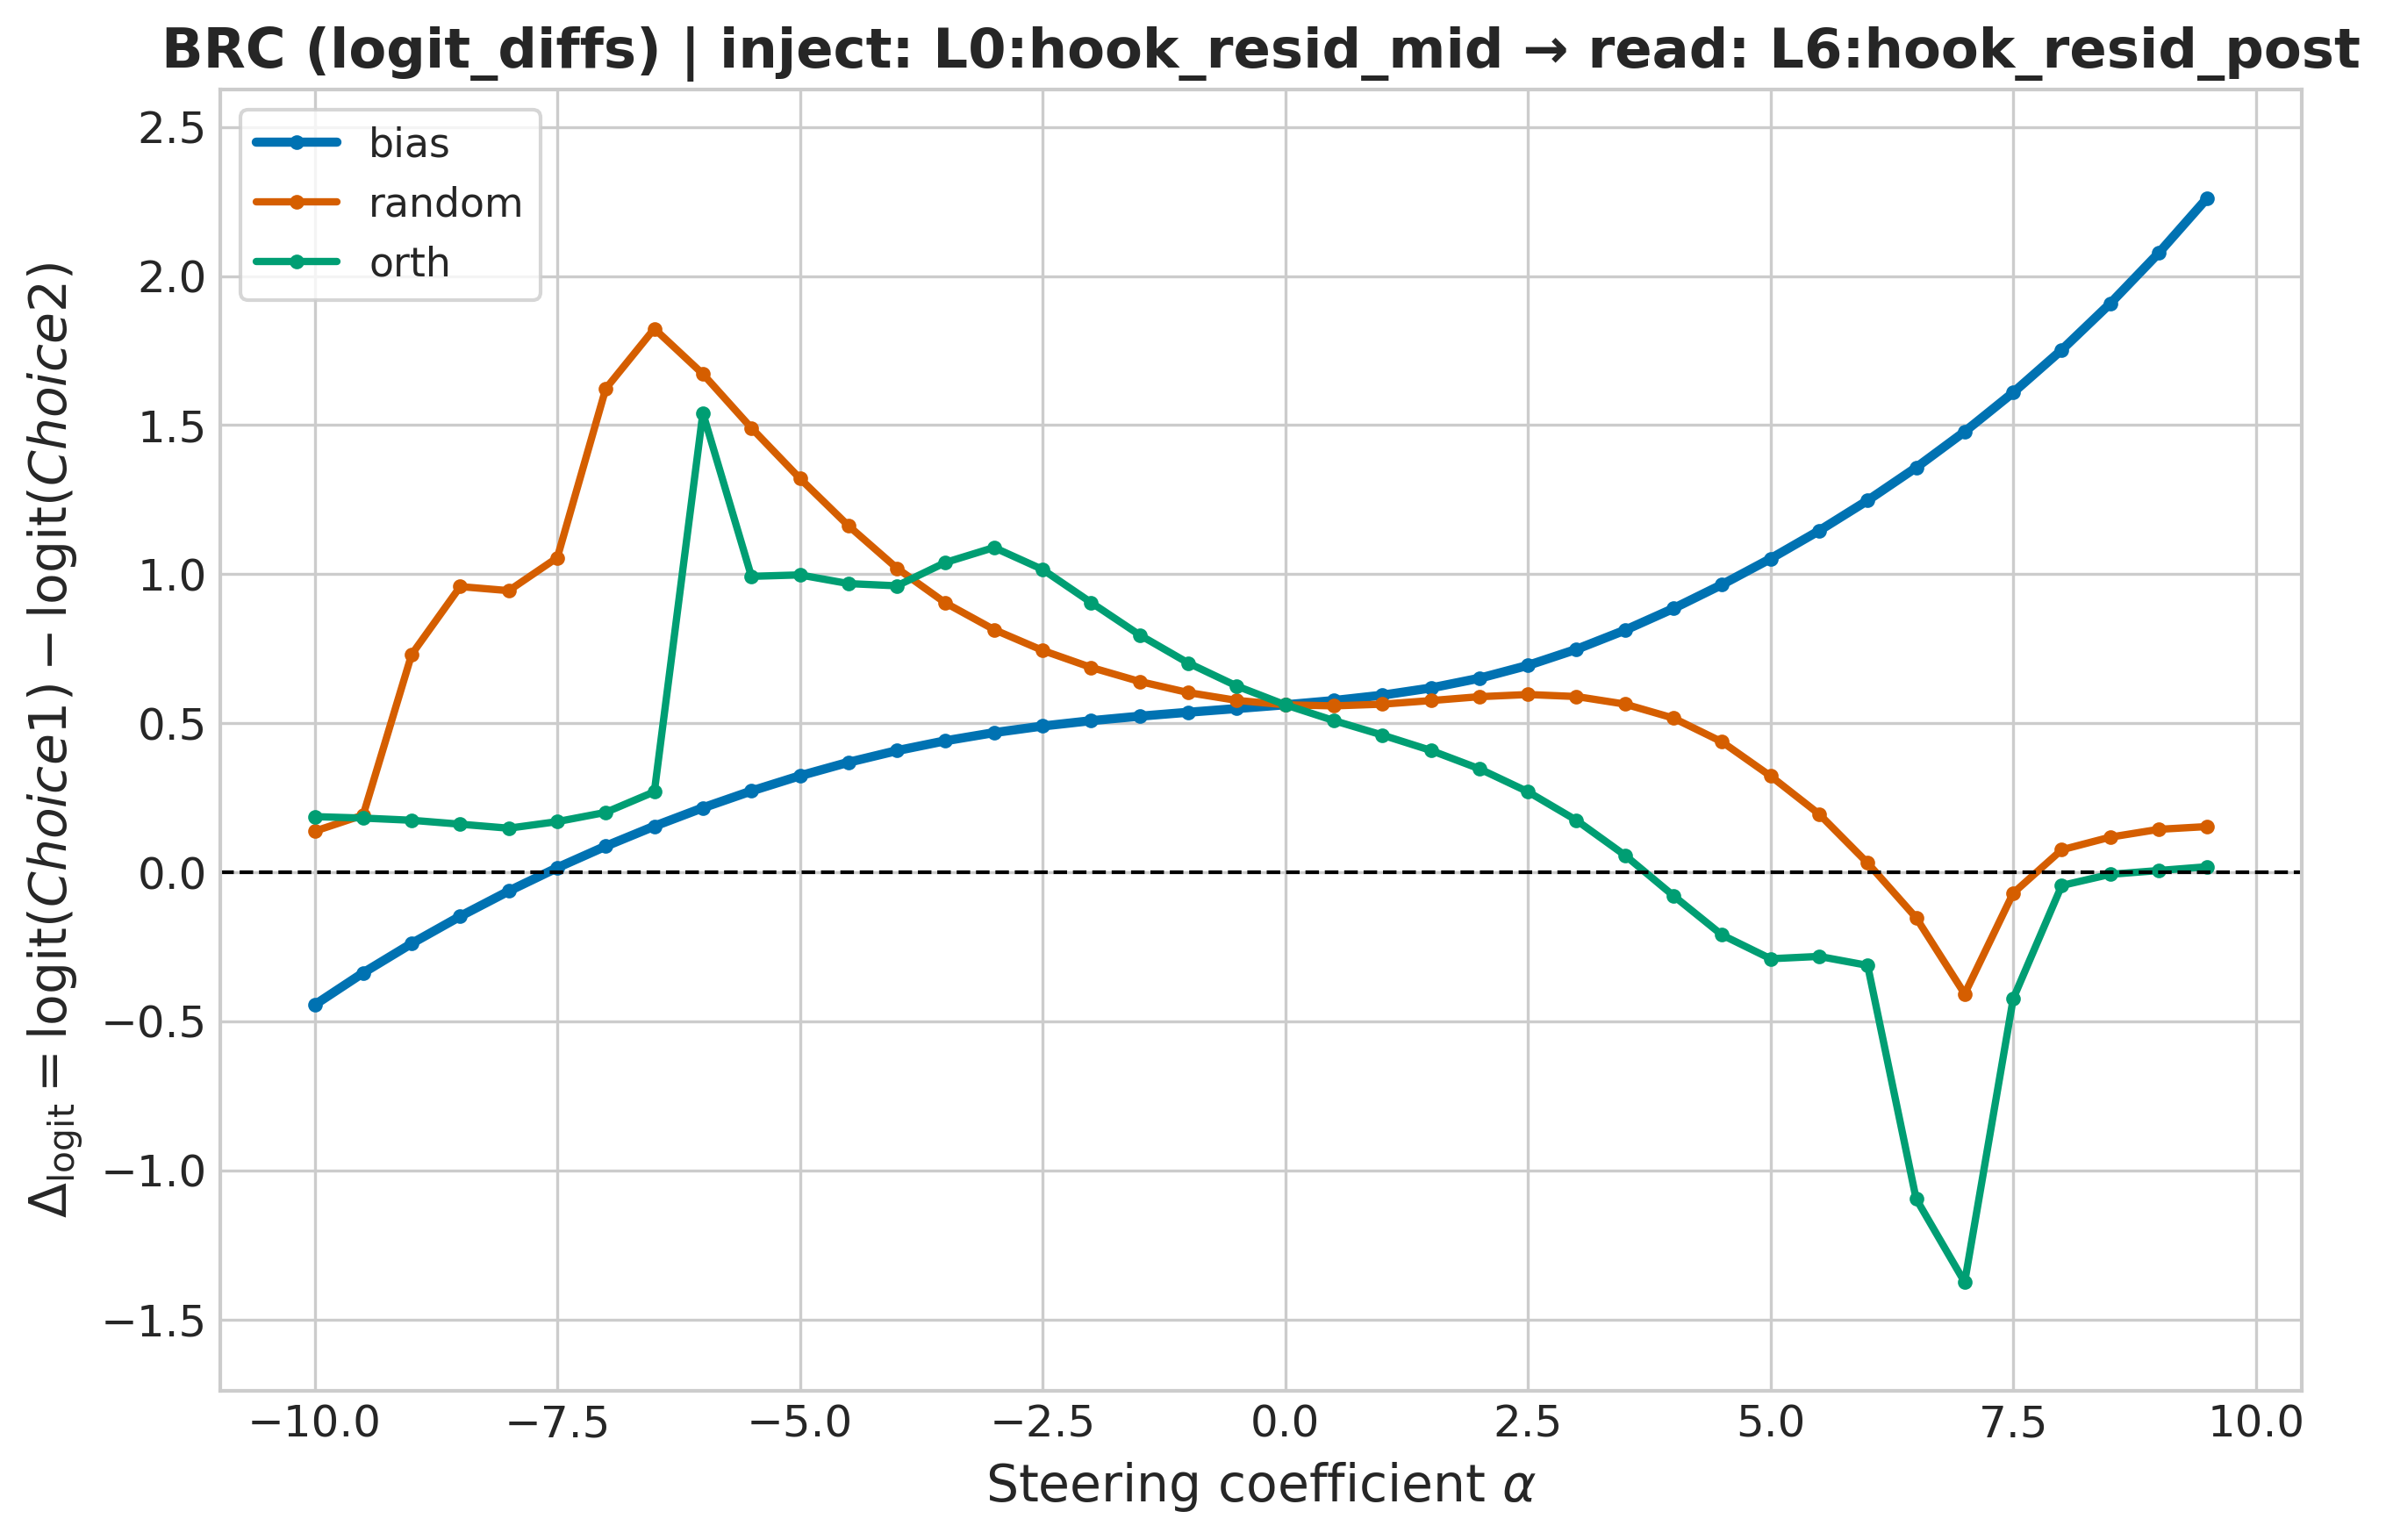 BRC (logit_diffs) | inject: L0:hook_resid_mid → read: L6:hook_resid_post
bias
random
orth
Δlogit = logit(Choice1) − logit(Choice2)
2.5
2.0
1.5
1.0
0.5
0.0
−0.5
−1.0
−1.5
−10.0 −7.5 −5.0 −2.5 0.0 2.5 5.0 7.5 10.0
Steering coefficient α